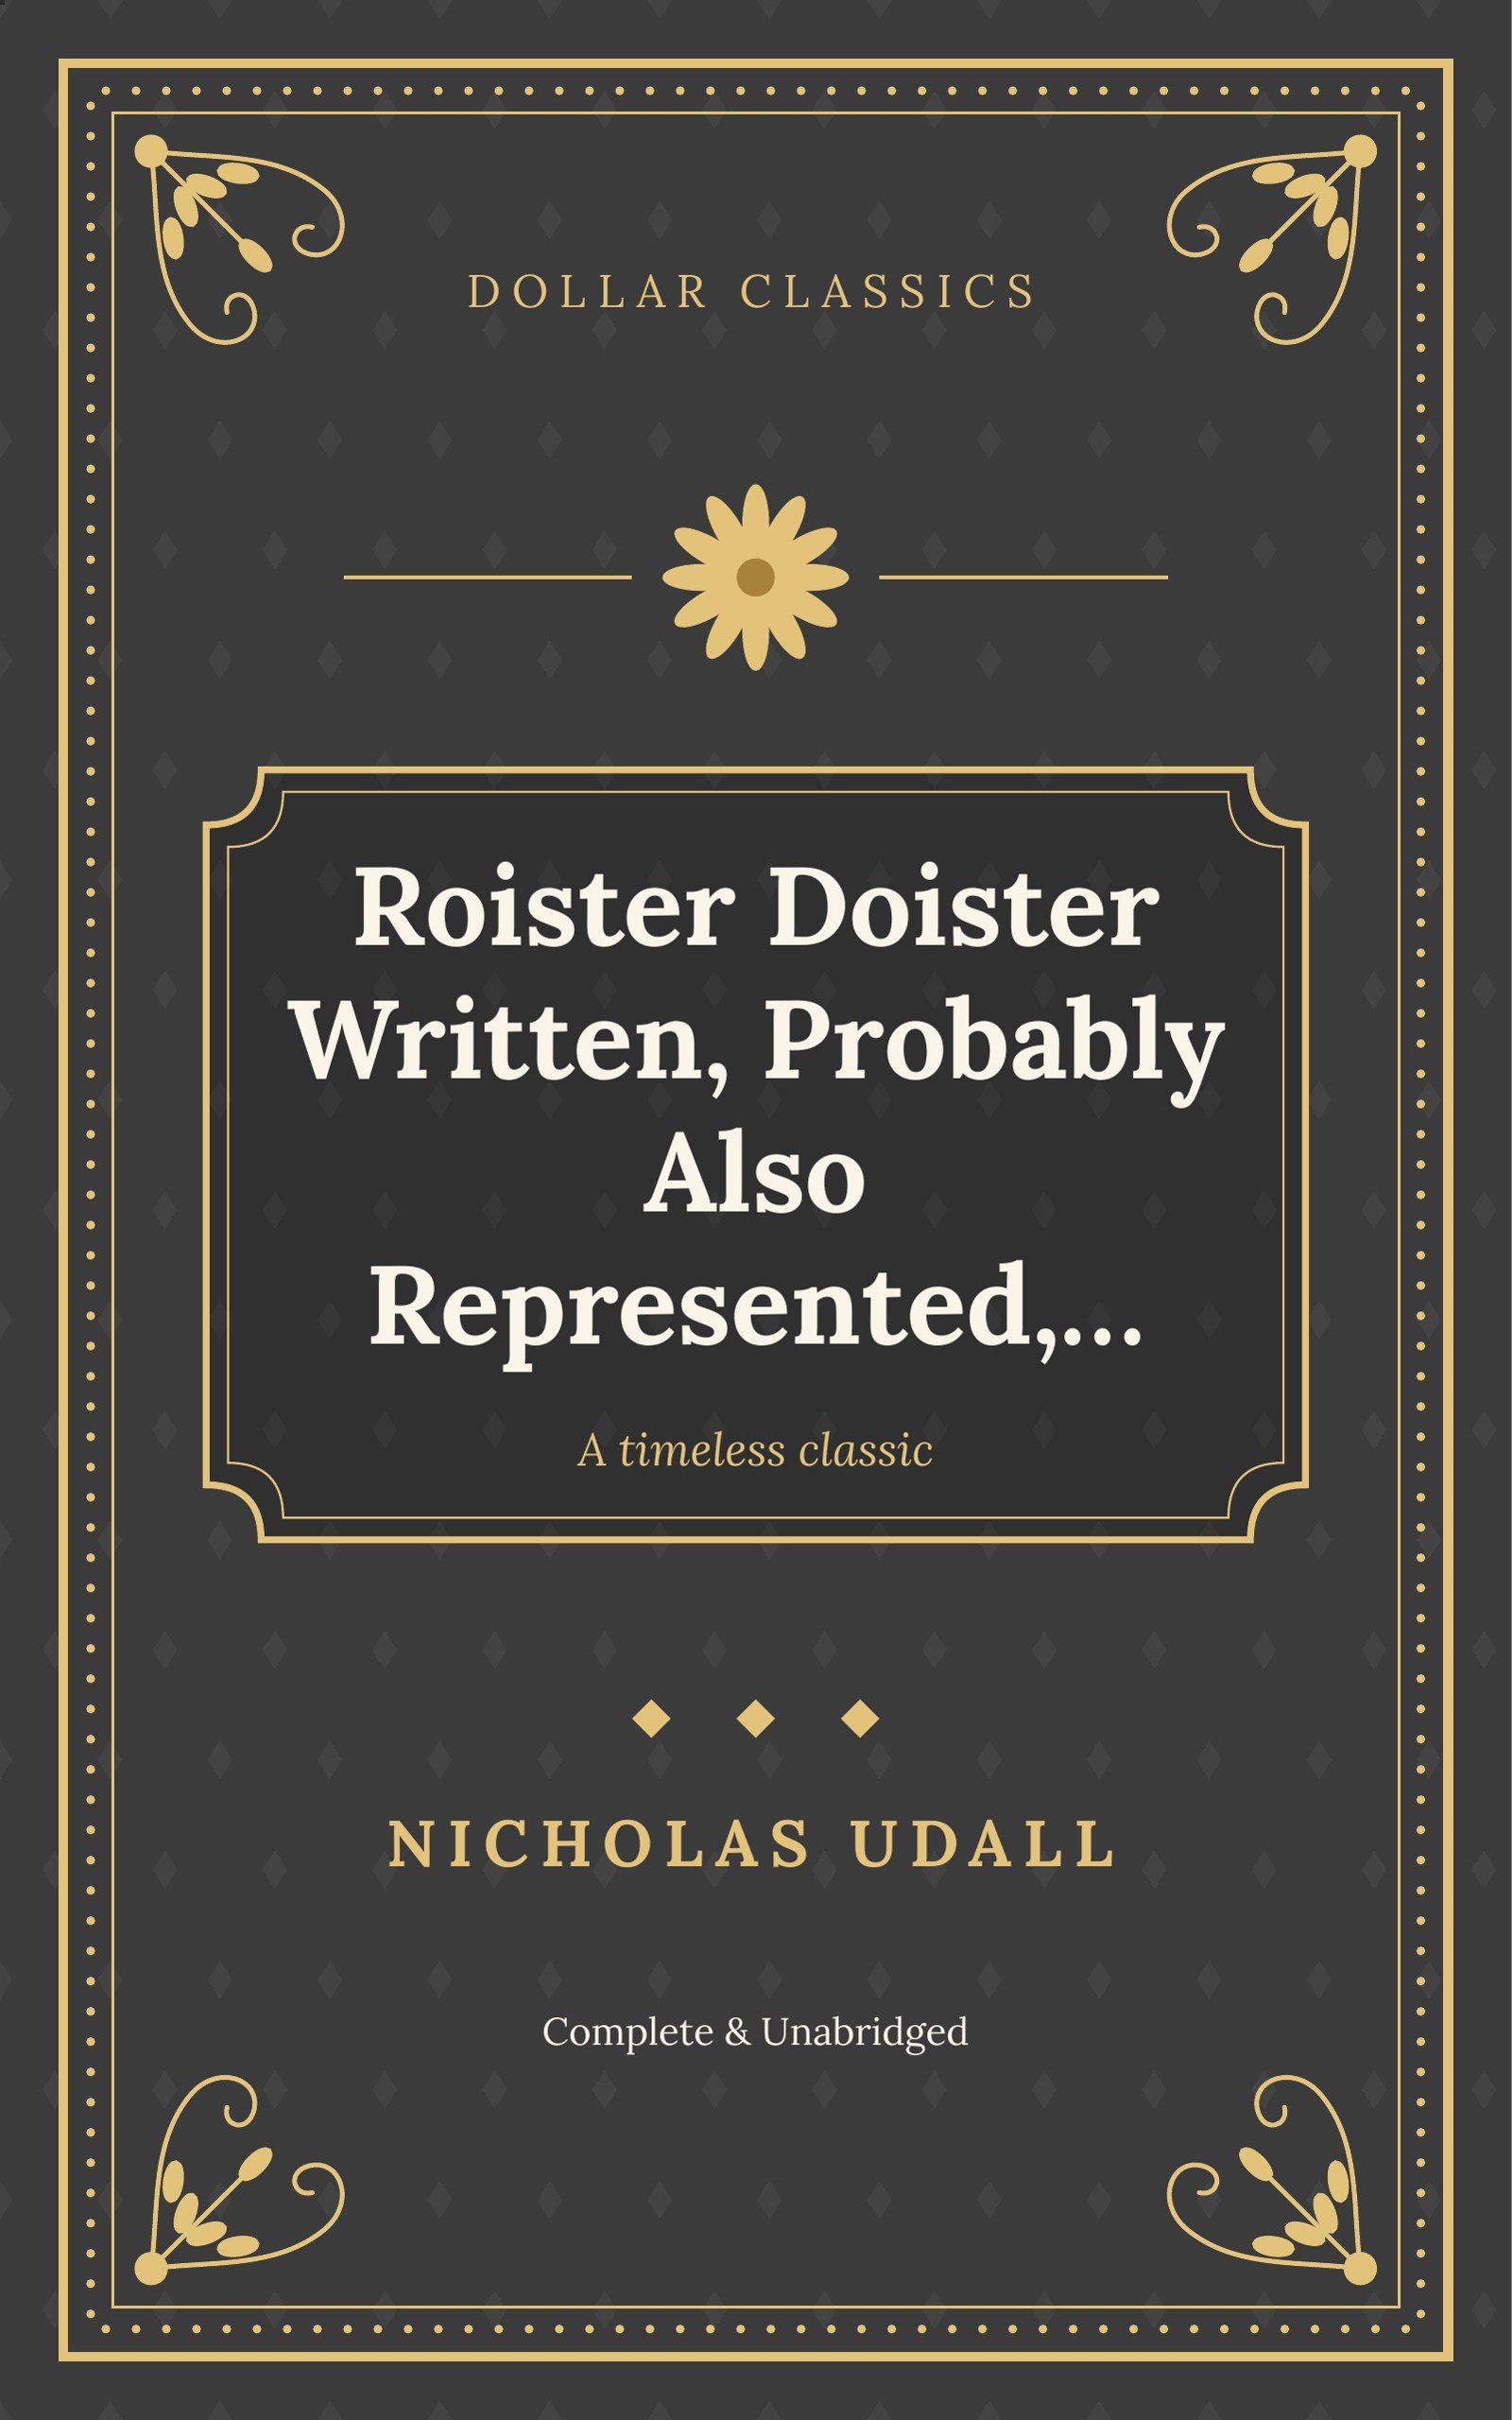 DOLLAR CLASSICS
Roister Doister
Written, Probably
Also
Represented,...
A timeless classic
NICHOLAS UDALL
Complete & Unabridged